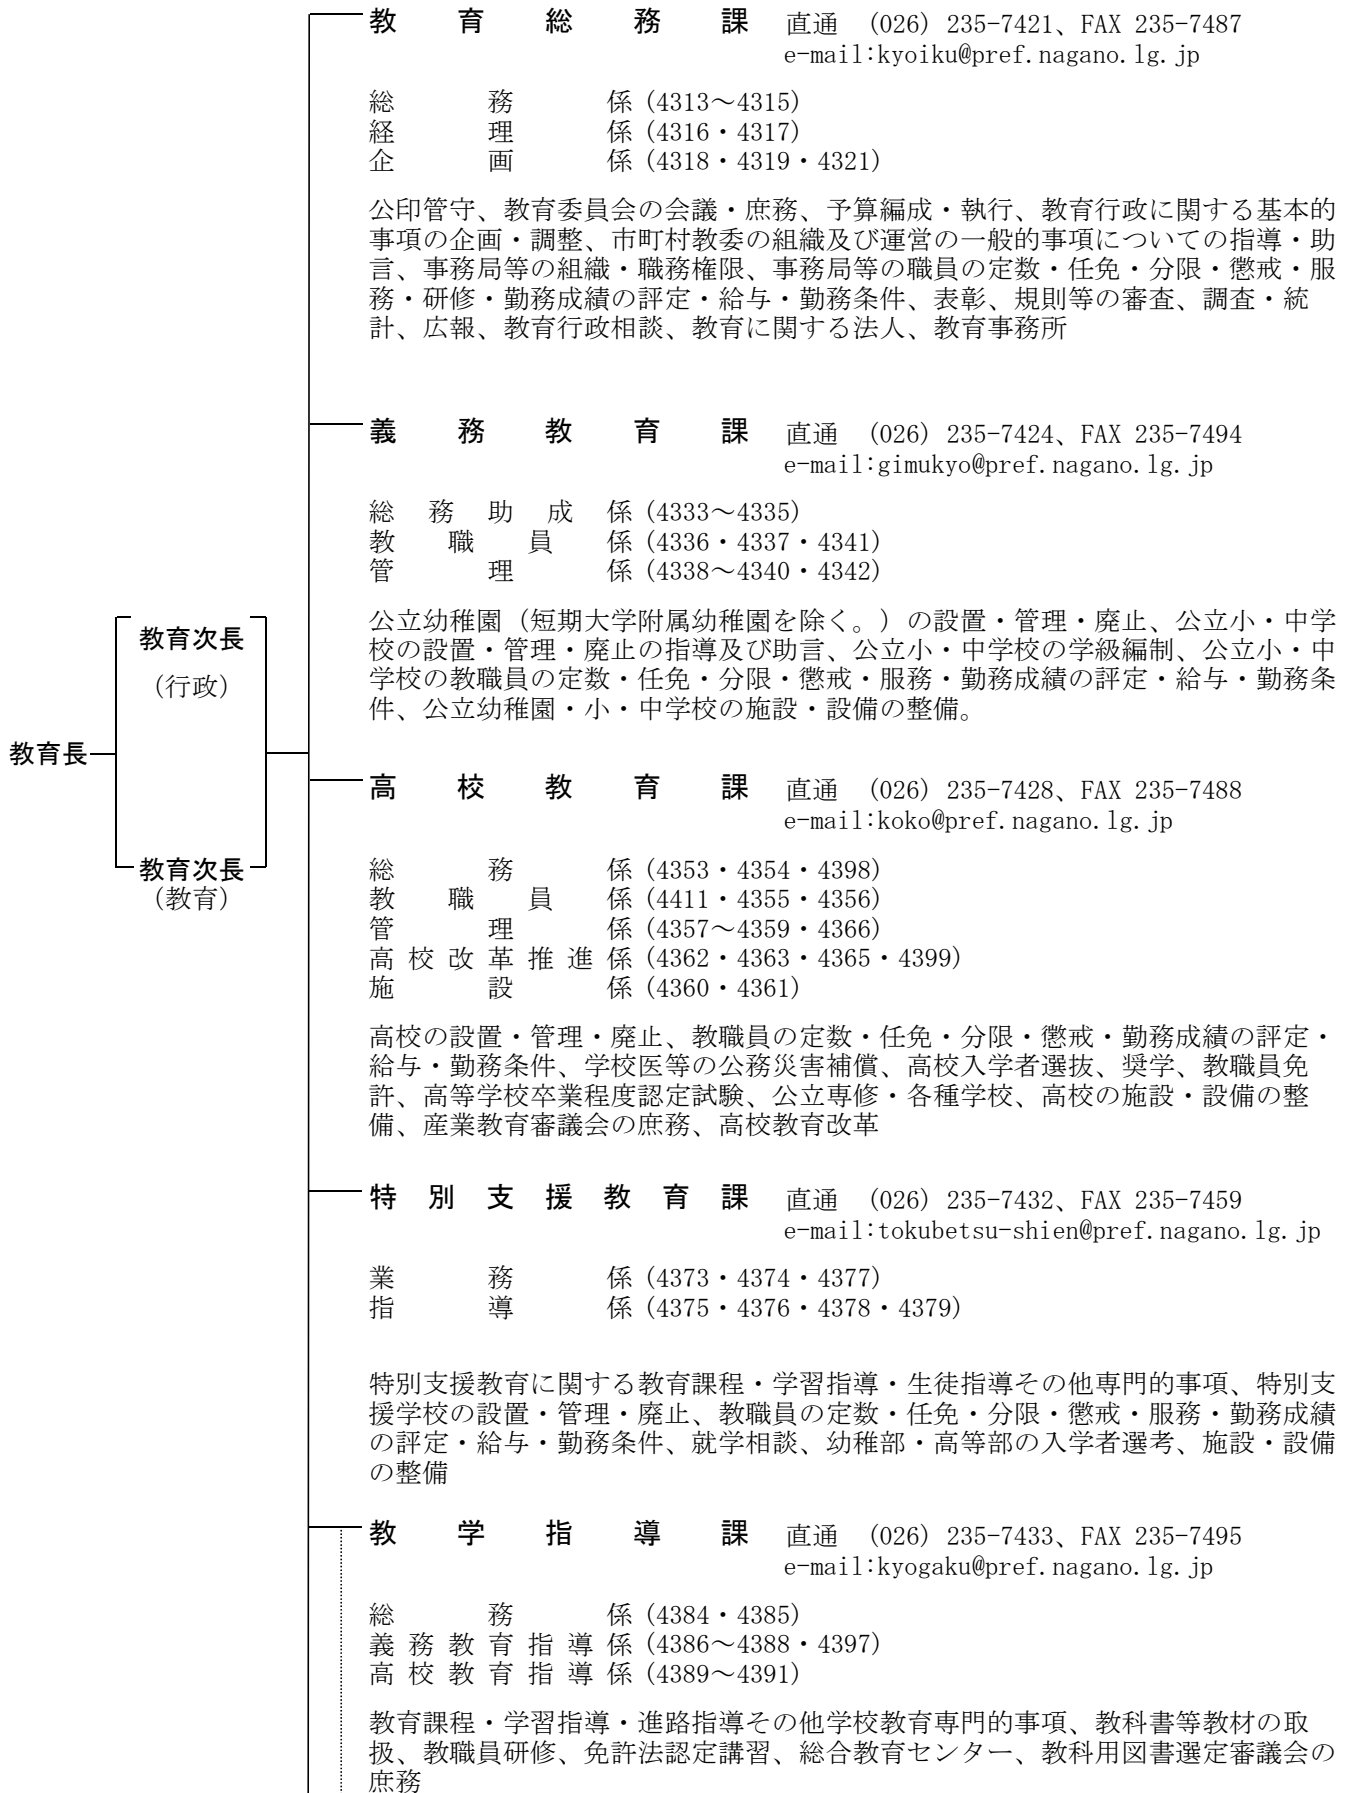 教育総務課 直通 (026) 235-7421、FAX 235-7487
e-mail:kyoiku@pref.nagano.lg.jp
総務係 (4313～4315)
経理係 (4316・4317)
企画係 (4318・4319・4321)
公印管守、教育委員会の会議・庶務、予算編成・執行、教育行政に関する基本的
事項の企画・調整、市町村教委の組織及び運営の一般的事項についての指導・助
言、事務局等の組織・職務権限、事務局等の職員の定数・任免・分限・懲戒・服
務・研修・勤務成績の評定・給与・勤務条件、表彰、規則等の審査、調査・統
計、広報、教育行政相談、教育に関する法人、教育事務所
義務教育課 直通 (026) 235-7424、FAX 235-7494
e-mail:gimukyo@pref.nagano.lg.jp
総務助成係 (4333～4335)
教職員係 (4336・4337・4341)
管理係 (4338～4340・4342)
公立幼稚園（短期大学附属幼稚園を除く。）の設置・管理・廃止、公立小・中学
校の設置・管理・廃止の指導及び助言、公立小・中学校の学級編制、公立小・中
学校の教職員の定数・任免・分限・懲戒・服務・勤務成績の評定・給与・勤務条
件、公立幼稚園・小・中学校の施設・設備の整備。
教育次長
（行政）
教育長
教育次長
（教育）
高校教育課 直通 (026) 235-7428、FAX 235-7488
e-mail:koko@pref.nagano.lg.jp
総務係 (4353・4354・4398)
教職員係 (4411・4355・4356)
管理係 (4357～4359・4366)
高校改革推進係 (4362・4363・4365・4399)
施設係 (4360・4361)
高校の設置・管理・廃止、教職員の定数・任免・分限・懲戒・勤務成績の評定・
給与・勤務条件、学校医等の公務災害補償、高校入学者選抜、奨学、教職員免
許、高等学校卒業程度認定試験、公立専修・各種学校、高校の施設・設備の整
備、産業教育審議会の庶務、高校教育改革
特別支援教育課 直通 (026) 235-7432、FAX 235-7459
e-mail:tokubetsu-shien@pref.nagano.lg.jp
業務係 (4373・4374・4377)
指導係 (4375・4376・4378・4379)
特別支援教育に関する教育課程・学習指導・生徒指導その他専門的事項、特別支
援学校の設置・管理・廃止、教職員の定数・任免・分限・懲戒・服務・勤務成績
の評定・給与・勤務条件、就学相談、幼稚部・高等部の入学者選考、施設・設備
の整備
教学指導課 直通 (026) 235-7433、FAX 235-7495
e-mail:kyogaku@pref.nagano.lg.jp
総務係 (4384・4385)
義務教育指導係 (4386～4388・4397)
高校教育指導係 (4389～4391)
教育課程・学習指導・進路指導その他学校教育専門的事項、教科書等教材の取
扱、教職員研修、免許法認定講習、総合教育センター、教科用図書選定審議会の
庶務